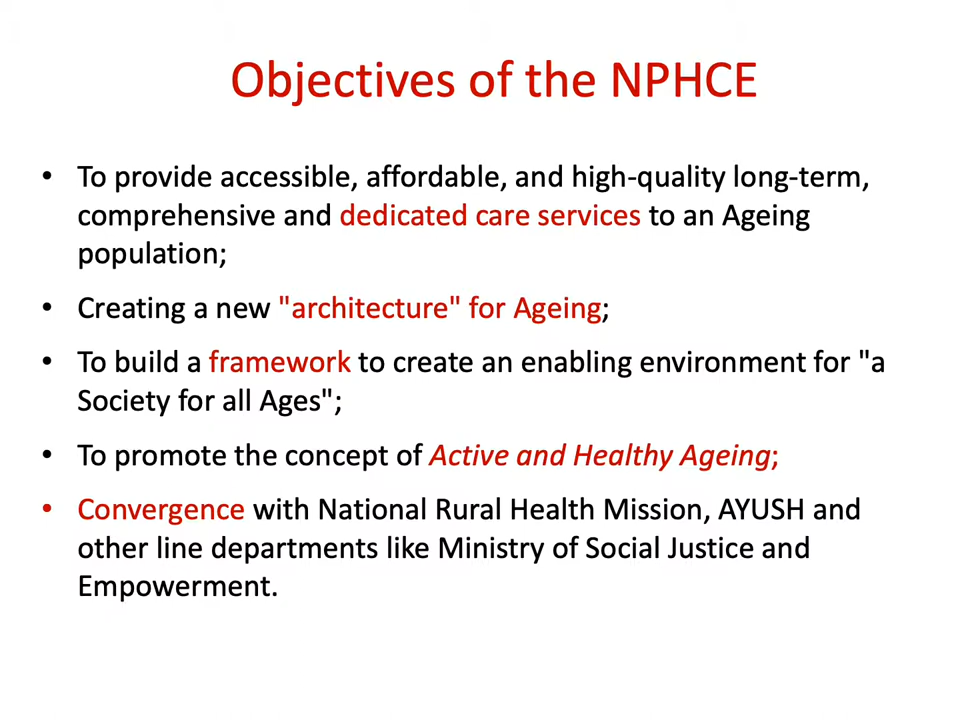 Objectives of the NPHCE
• To provide accessible, affordable, and high-quality long-term,
comprehensive and dedicated care services to an Ageing
population;
• Creating a new "architecture" for Ageing;
• To build a framework to create an enabling environment for "a
Society for all Ages";
• To promote the concept of Active and Healthy Ageing;
• Convergence with National Rural Health Mission, AYUSH and
other line departments like Ministry of Social Justice and
Empowerment.